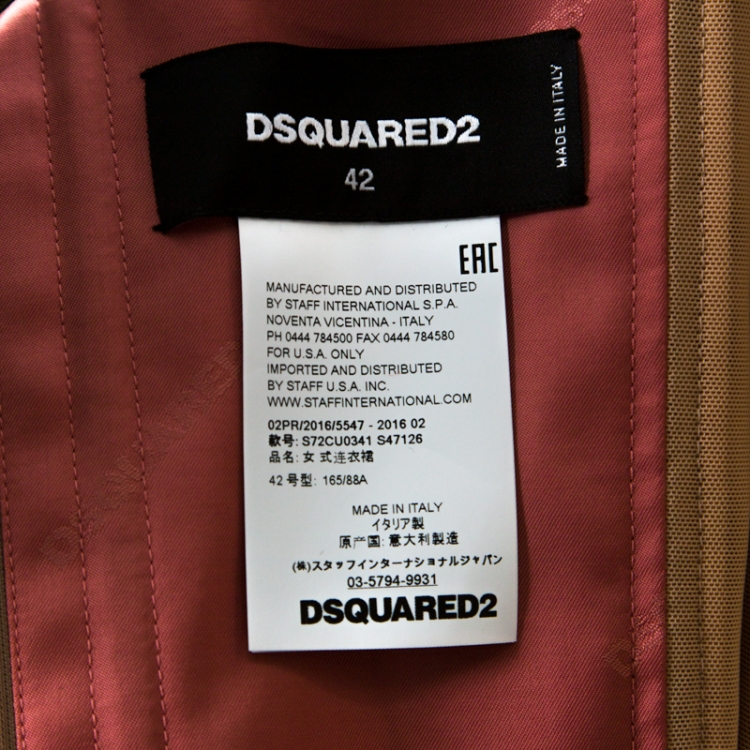 DSQUARED2
42
MADE IN ITALY
EAC
MANUFACTURED AND DISTRIBUTED
BY STAFF INTERNATIONAL S.P.A.
NOVENTA VICENTINA - ITALY
PH 0444 784500 FAX 0444 784580
FOR U.S.A. ONLY
IMPORTED AND DISTRIBUTED
BY STAFF U.S.A. INC.
WWW.STAFFINTERNATIONAL.COM
02PR/2016/5547 - 2016 02
款号: S72CU0341 S47126
品名: 女 式连衣裙
42 号型: 165/88A
MADE IN ITALY
イタリア製
原产国: 意大利製造
(株)スタッフインターナショナルジャパン
03-5794-9931
DSQUARED2